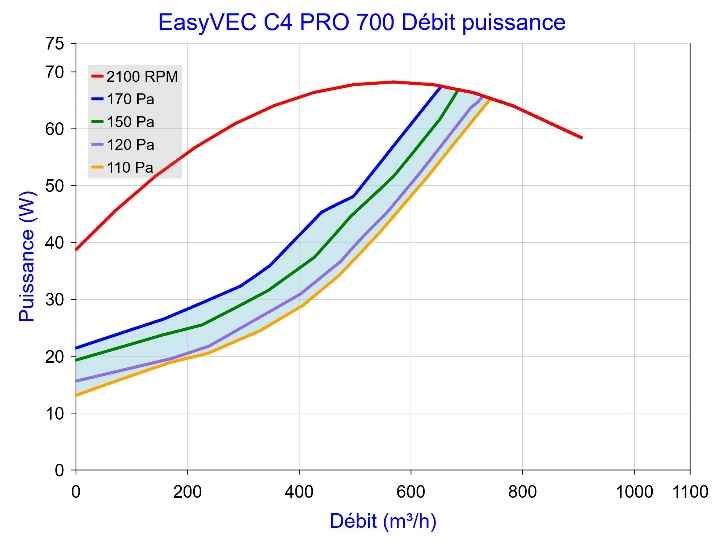 EasyVEC C4 PRO 700 Débit puissance
75
70
60
50
40
30
20
10
0
2100 RPM
170 Pa
150 Pa
120 Pa
110 Pa
Puissance (W)
0 200 400 600 800 1000 1100
Débit (m³/h)